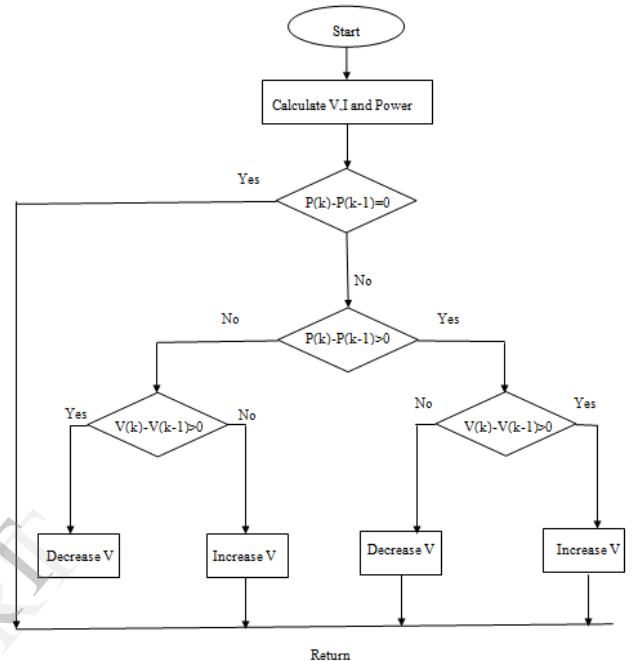 Start
Calculate V,I and Power
Yes
P(k)-P(k-1)=0
No
No
P(k)-P(k-1)>0
Yes
Yes
V(k)-V(k-1)>0
No
No
V(k)-V(k-1)>0
Yes
Decrease V
Increase V
Decrease V
Increase V
Return